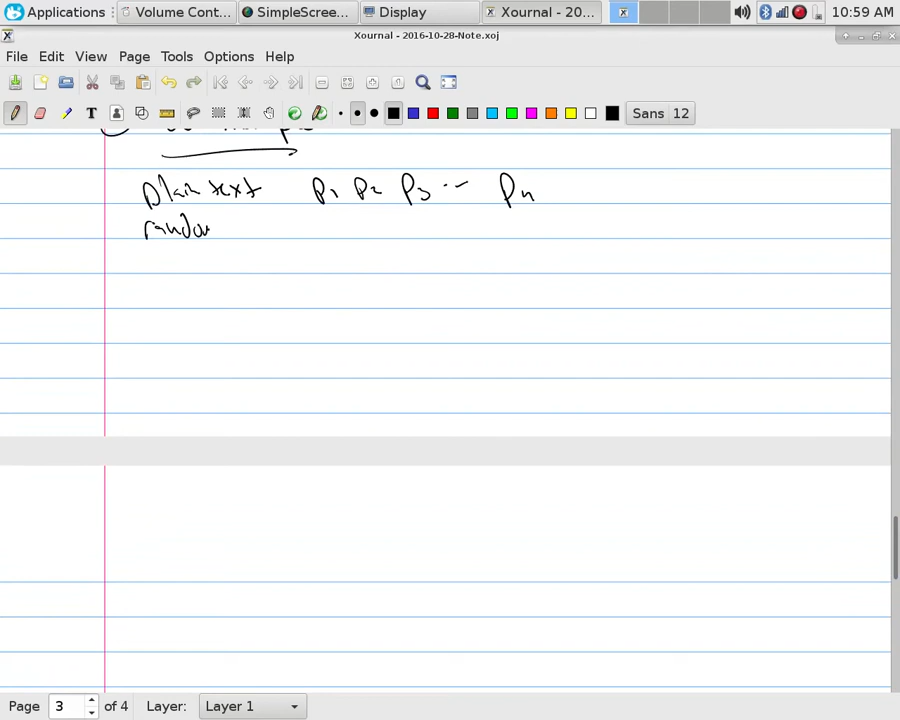 Applications Volume Cont... SimpleScree... Display Xournal - 20... 10:59 AM
Xournal - 2016-10-28-Note.xoj
File Edit View Page Tools Options Help
T Sans 12
plain text p1 p2 p3 ... pn
rando
Page 3 of 4 Layer: Layer 1